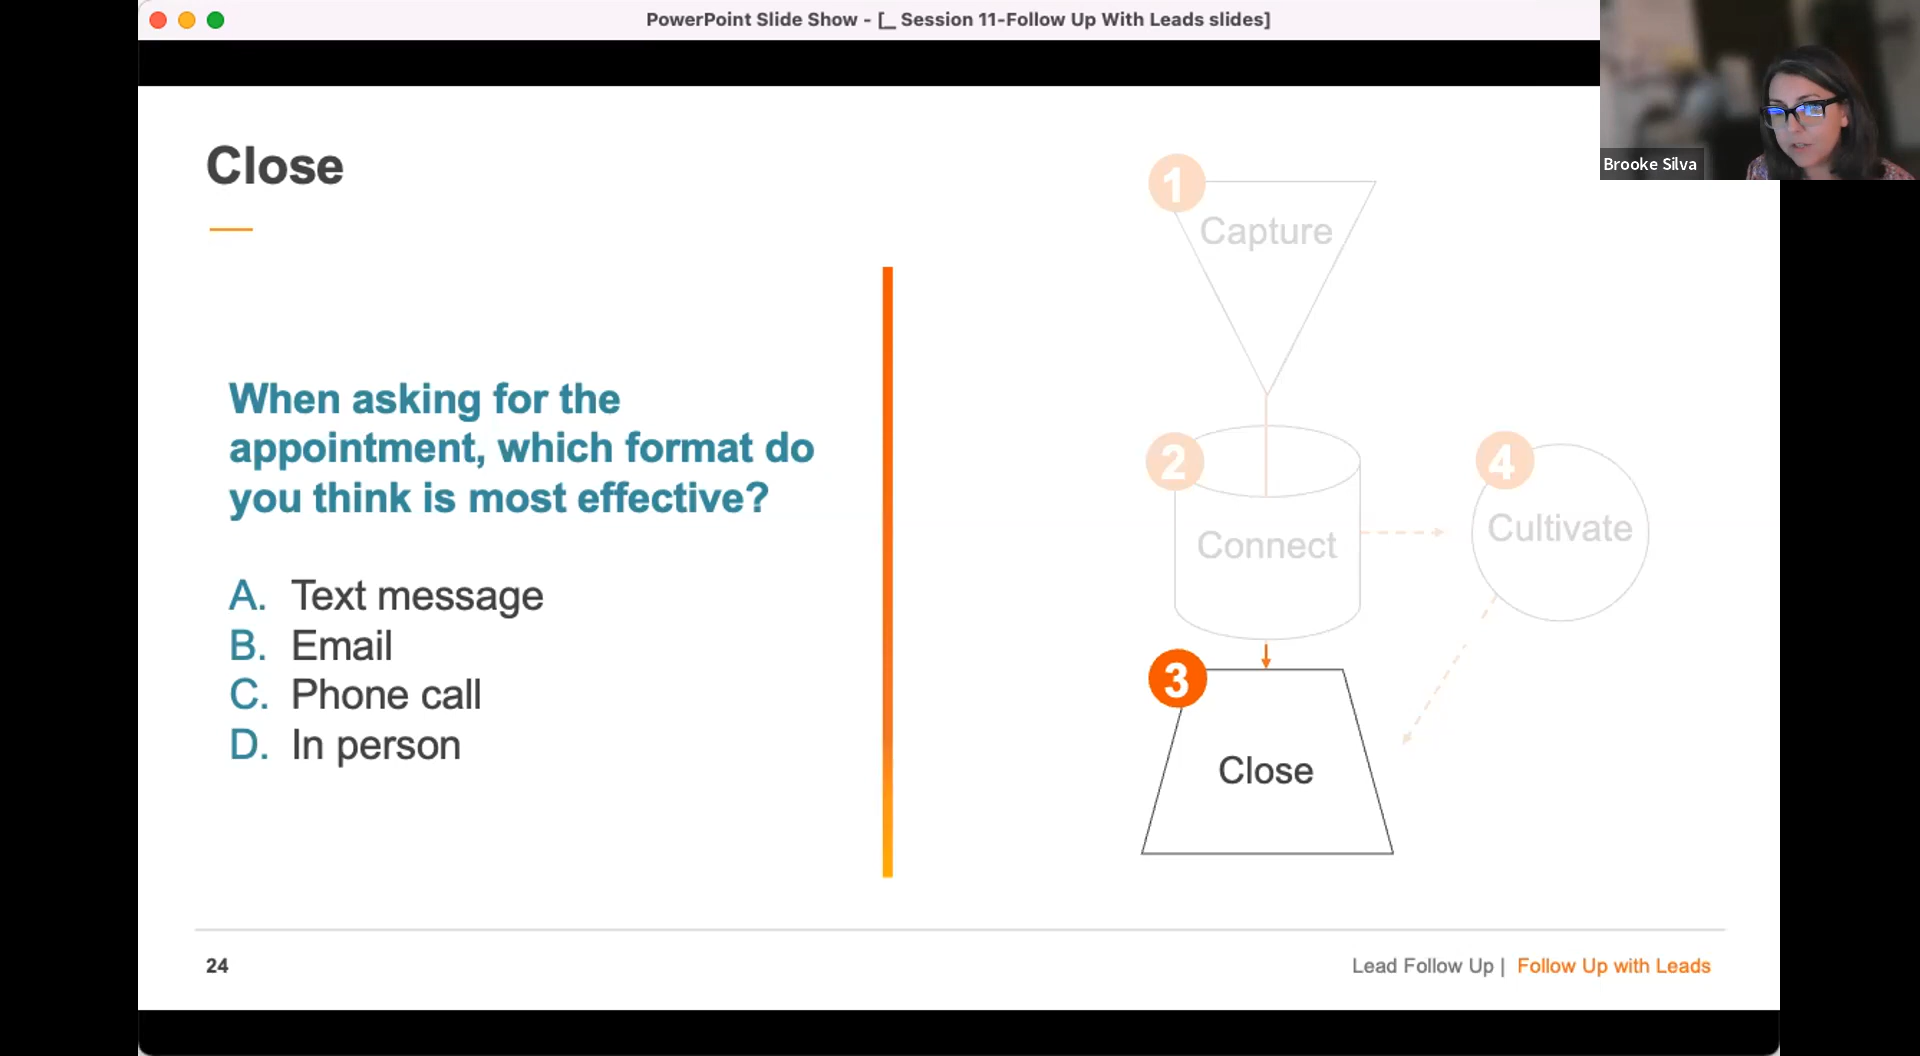 PowerPoint Slide Show - [_ Session 11-Follow Up With Leads slides]
Brooke Silva
Close
When asking for the
appointment, which format do
you think is most effective?
A. Text message
B. Email
C. Phone call
D. In person
1
Capture
2
Connect
4
Cultivate
3
Close
24
Lead Follow Up | Follow Up with Leads